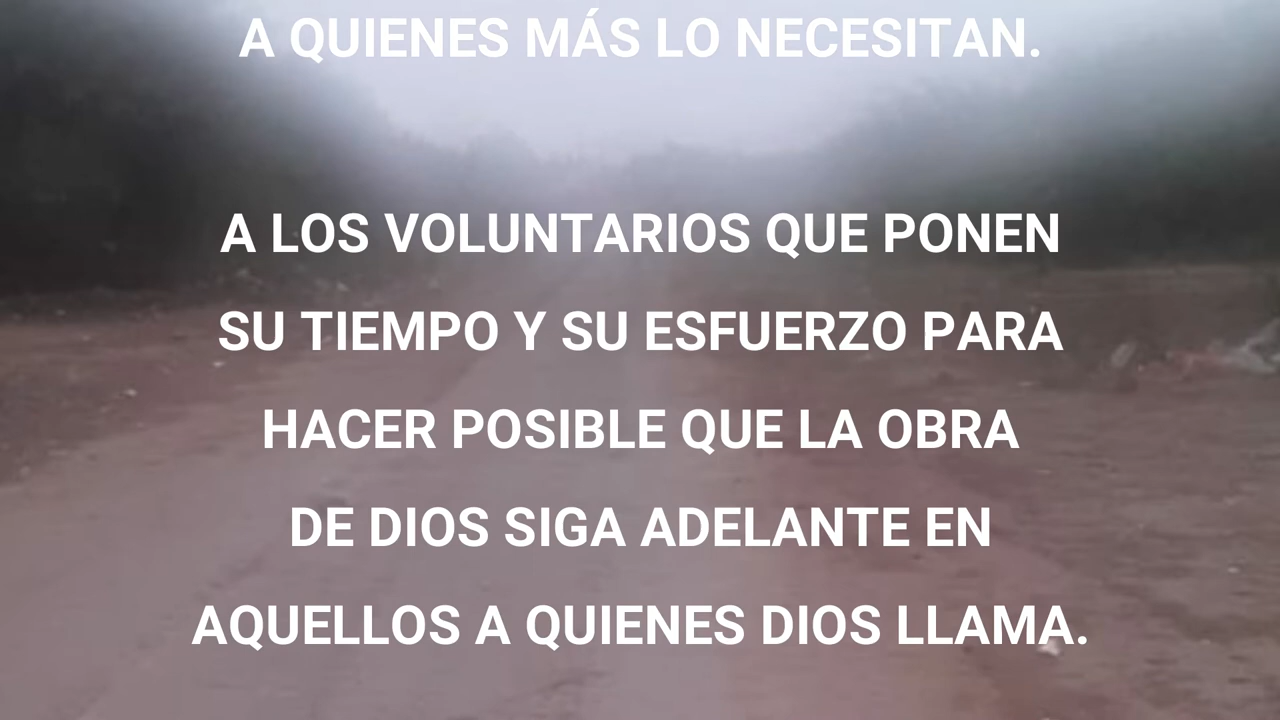 A QUIENES MÁS LO NECESITAN.
A LOS VOLUNTARIOS QUE PONEN
SU TIEMPO Y SU ESFUERZO PARA
HACER POSIBLE QUE LA OBRA
DE DIOS SIGA ADELANTE EN
AQUELLOS A QUIENES DIOS LLAMA.